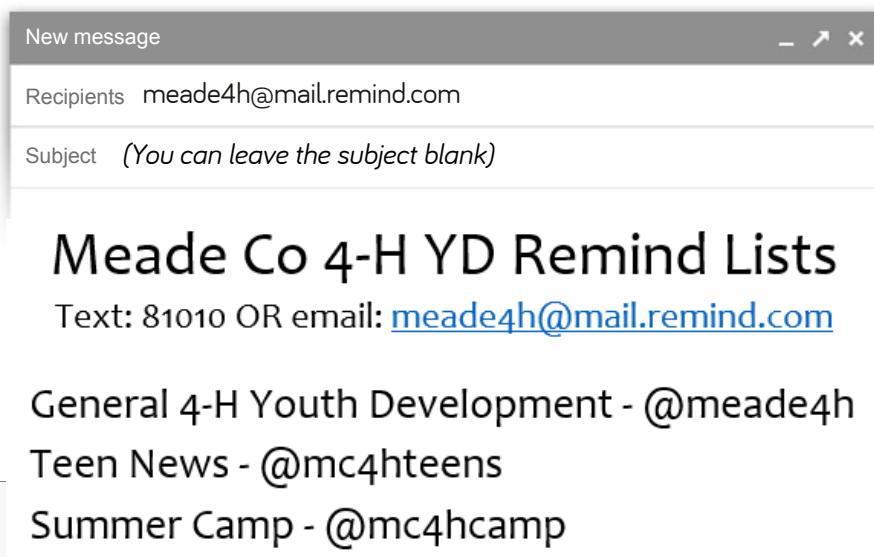 New message
Recipients meade4h@mail.remind.com
Subject (You can leave the subject blank)
Meade Co 4-H YD Remind Lists
Text: 81010 OR email: meade4h@mail.remind.com
General 4-H Youth Development - @meade4h
Teen News - @mc4hteens
Summer Camp - @mc4hcamp